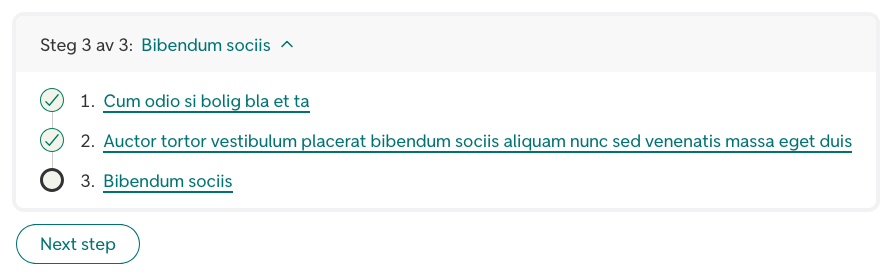 Steg 3 av 3: Bibendum sociis
1. Cum odio si bolig bla et ta
2. Auctor tortor vestibulum placerat bibendum sociis aliquam nunc sed venenatis massa eget duis
3. Bibendum sociis
Next step